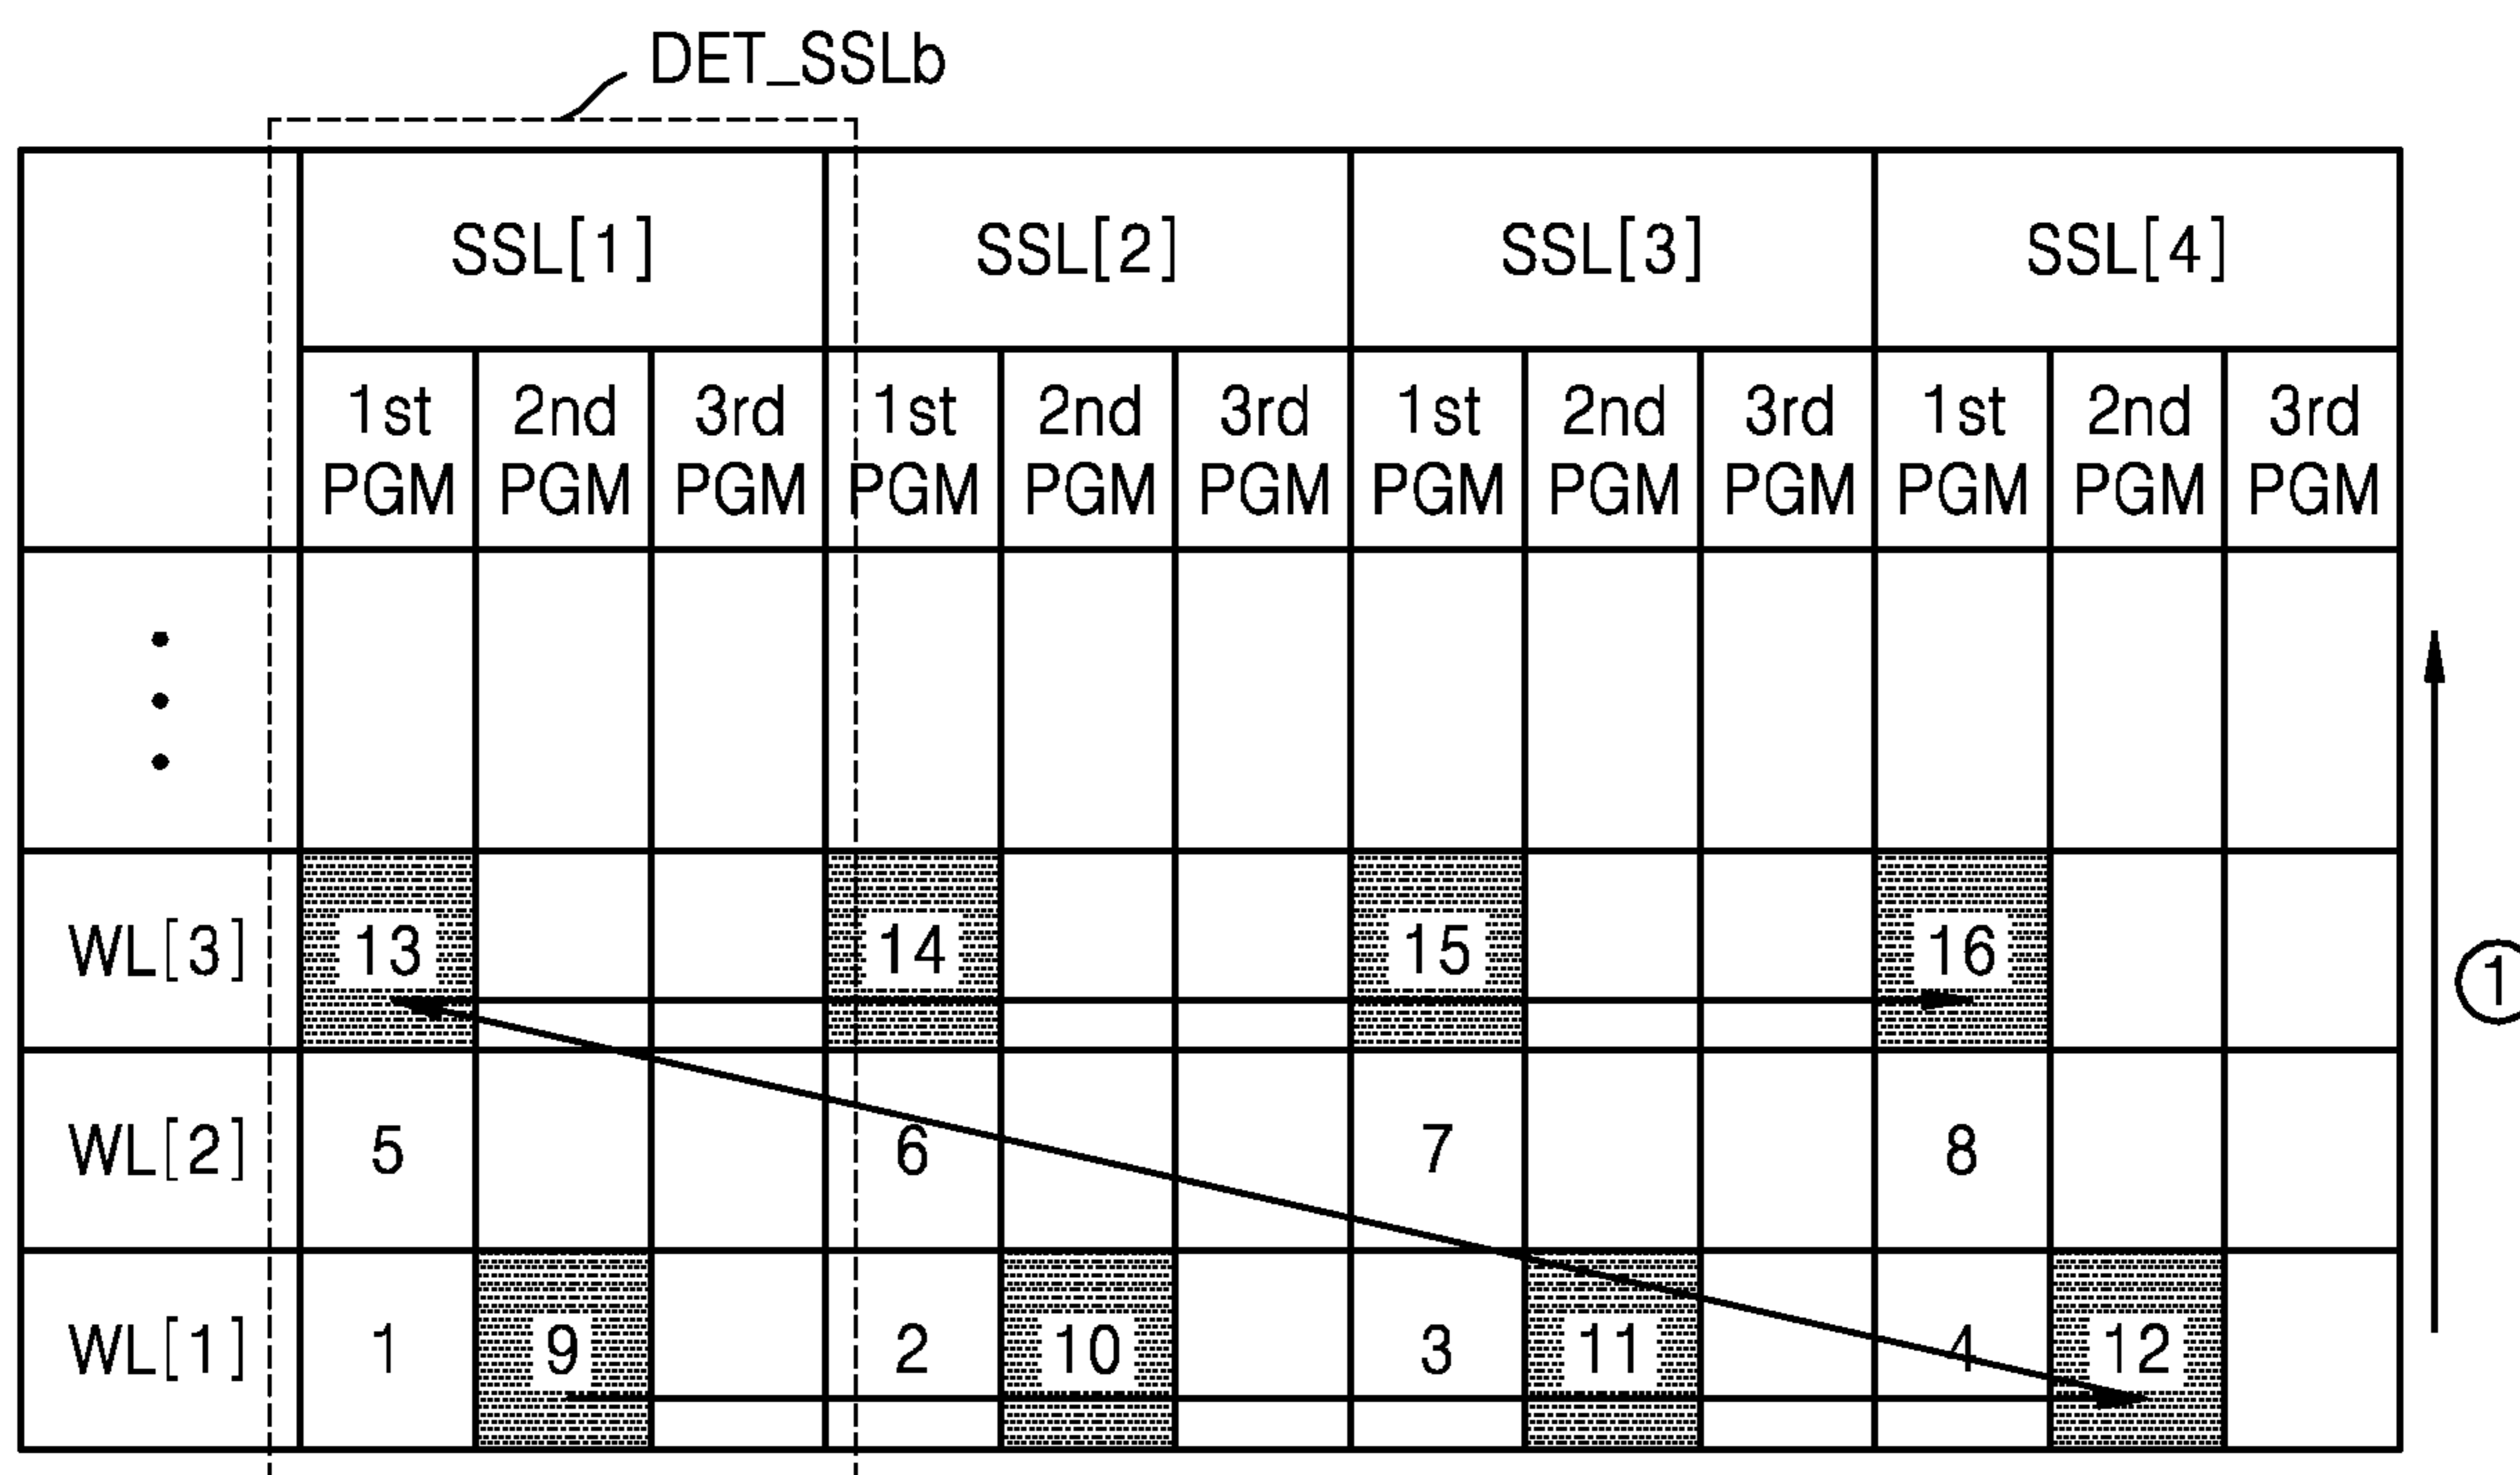 DET_SSLb
SSL[1] SSL[2] SSL[3] SSL[4]
1st 2nd 3rd 1st 2nd 3rd 1st 2nd 3rd 1st 2nd 3rd
PGM PGM PGM PGM PGM PGM PGM PGM PGM PGM PGM PGM
WL[3] 13 14 15 16
①
WL[2] 5 6 7 8
WL[1] 1 9 2 10 3 11 4 12